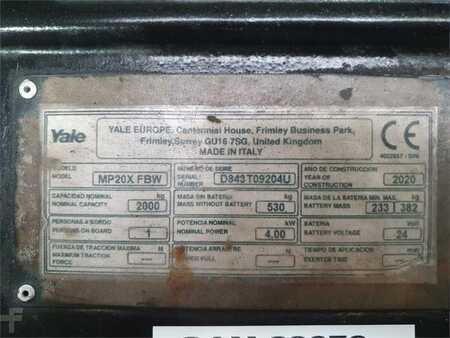 Yale
YALE EUROPE, Centennial House, Frimley Business Park,
Frimley, Surrey GU16 7SG, United Kingdom
MADE IN ITALY
CE
MODELO
MODEL
MP20X FBW
NUMERO DE SERIE
SERIAL NUMBER
D843T09204U
AÑO DE CONSTRUCCION
YEAR OF CONSTRUCTION
2020
CAPACIDAD NOMINAL kg
NOMINAL CAPACITY
2000
MASA SIN BATERIA kg
MASS WITHOUT BATTERY
530
MASA DE LA BATERIA MIN. MAX. kg
BATTERY MASS
233 382
PERSONAS A BORDO
PERSONS ON BOARD
1
POTENCIA NOMINAL kW
NOMINAL POWER
4.00
BATERIA
BATTERY VOLTAGE
24
FUERZA DE TRACCION MAXIMA N
MAXIMUM TRACTION FORCE
---
POTENCIA ARRASTRE N
POWER PULL
---
TIEMPO DE APLICACION min
EXERTED TIME
---